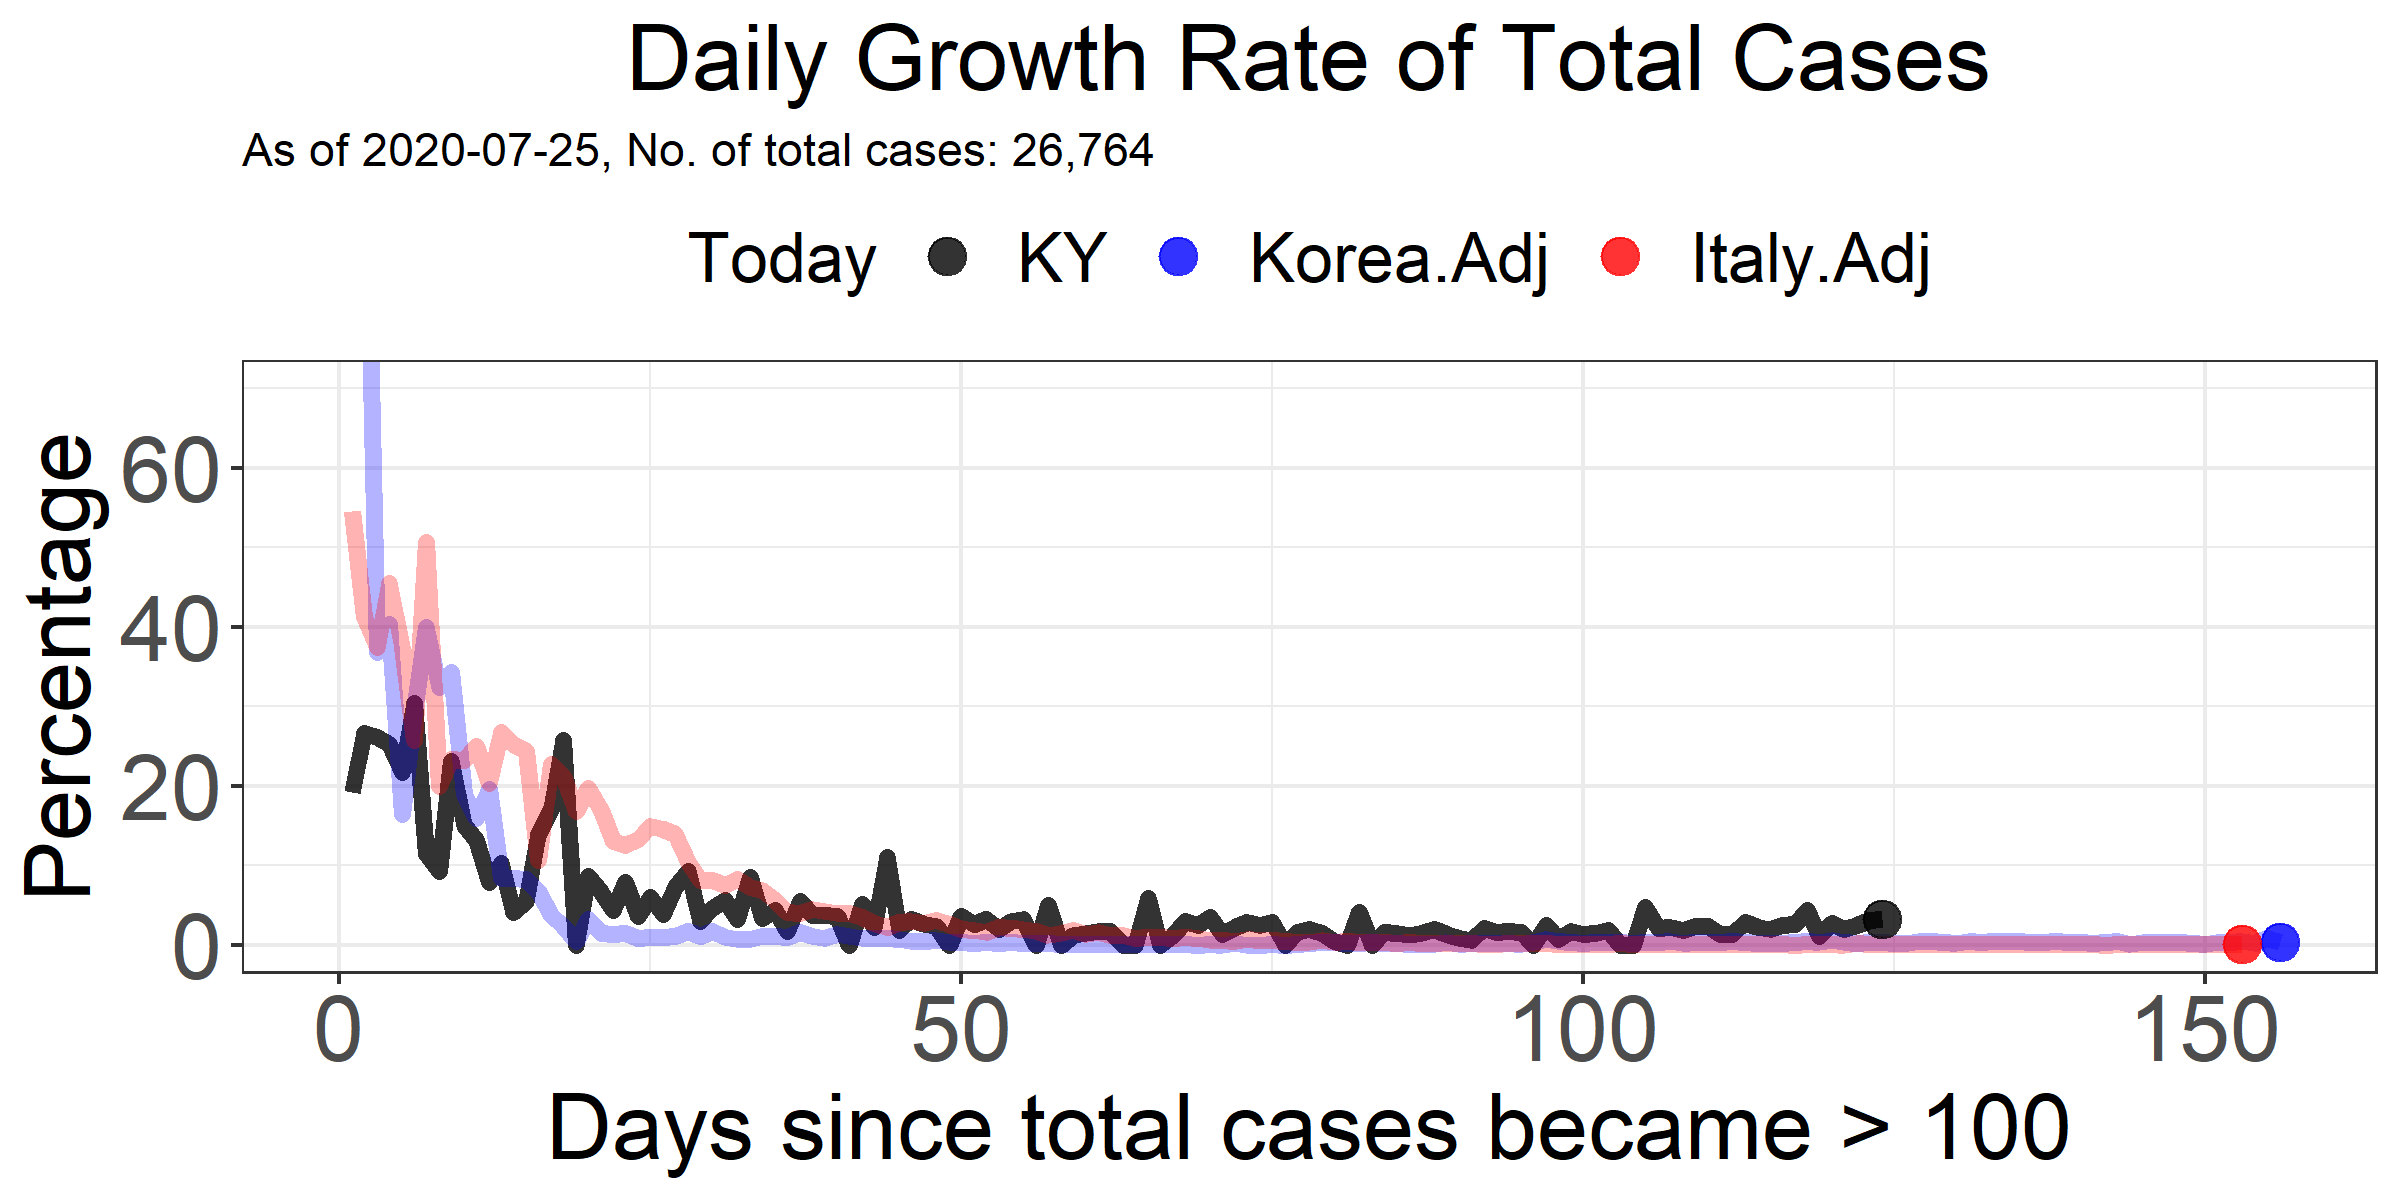 Daily Growth Rate of Total Cases
As of 2020-07-25, No. of total cases: 26,764
Today KY Korea.Adj Italy.Adj
Percentage
60
40
20
0
0 50 100 150
Days since total cases became > 100